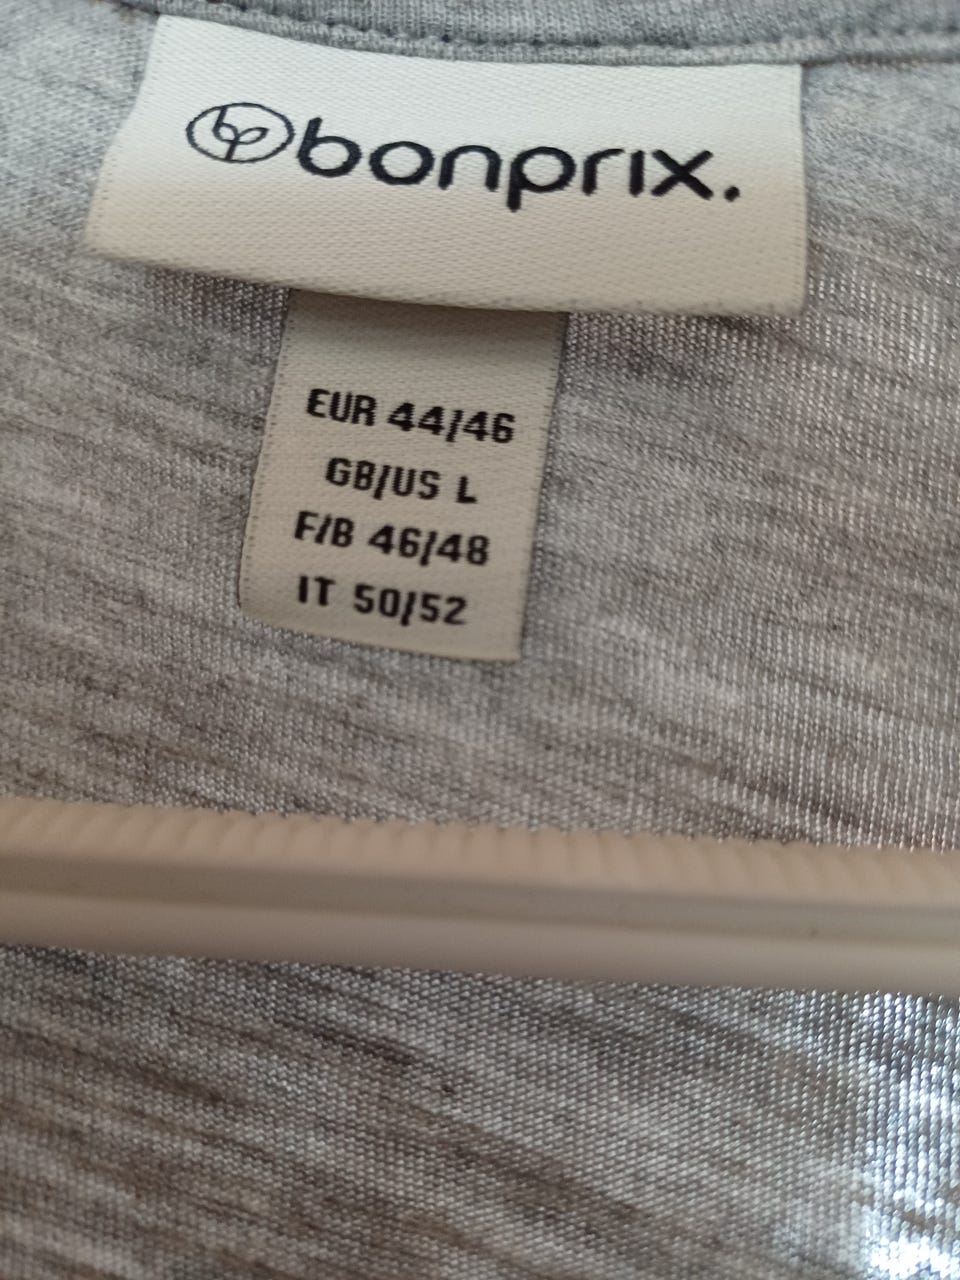 bonprix.
EUR 44/46
GB/US L
F/B 46/48
IT 50/52